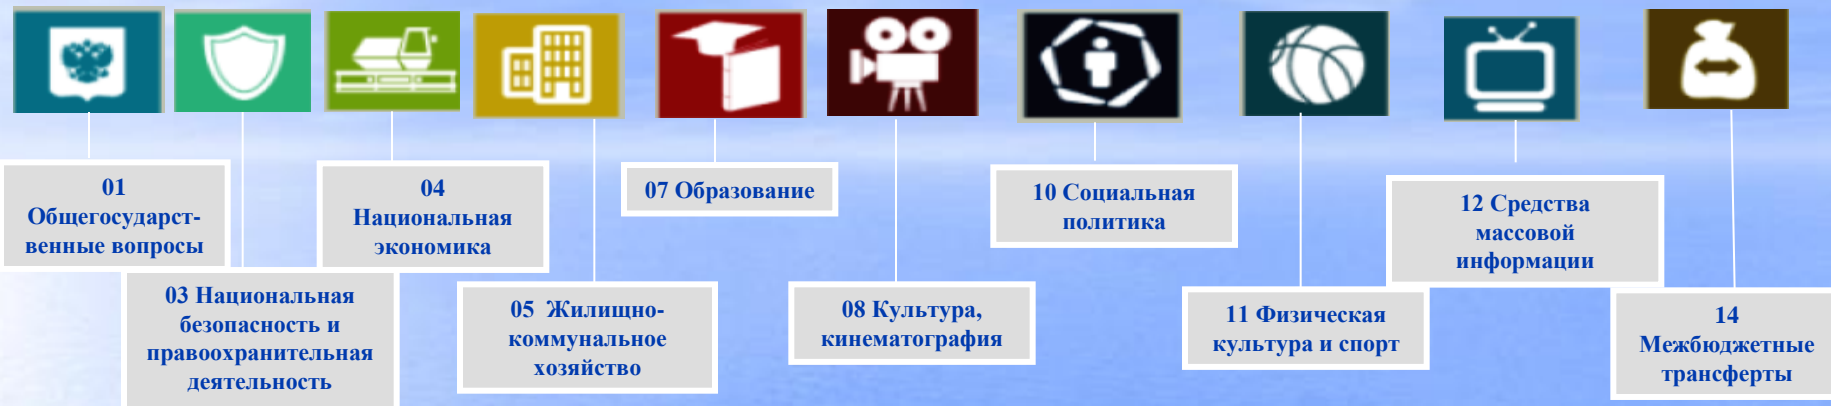 01
Общегосударст-
венные вопросы
03 Национальная
безопасность и
правоохранительная
деятельность
04
Национальная
экономика
05 Жилищно-
коммунальное
хозяйство
07 Образование
08 Культура,
кинематография
10 Социальная
политика
11 Физическая
культура и спорт
12 Средства
массовой
информации
14
Межбюджетные
трансферты